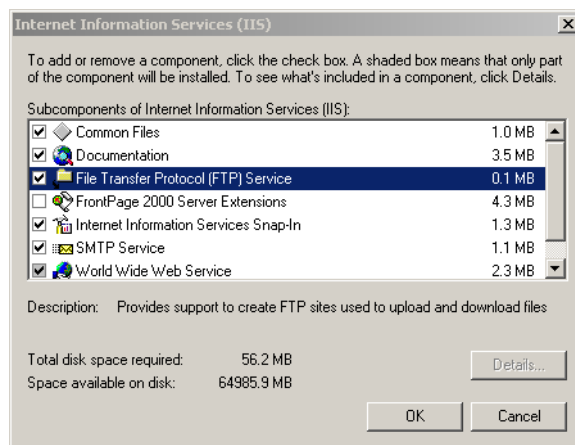 Internet Information Services (IIS)
To add or remove a component, click the check box. A shaded box means that only part
of the component will be installed. To see what's included in a component, click Details.
Subcomponents of Internet Information Services (IIS):
Common Files 1.0 MB
Documentation 3.5 MB
File Transfer Protocol (FTP) Service 0.1 MB
FrontPage 2000 Server Extensions 4.3 MB
Internet Information Services Snap-In 1.3 MB
SMTP Service 1.1 MB
World Wide Web Service 2.3 MB
Description: Provides support to create FTP sites used to upload and download files
Total disk space required: 56.2 MB
Space available on disk: 64985.9 MB
Details...
OK Cancel